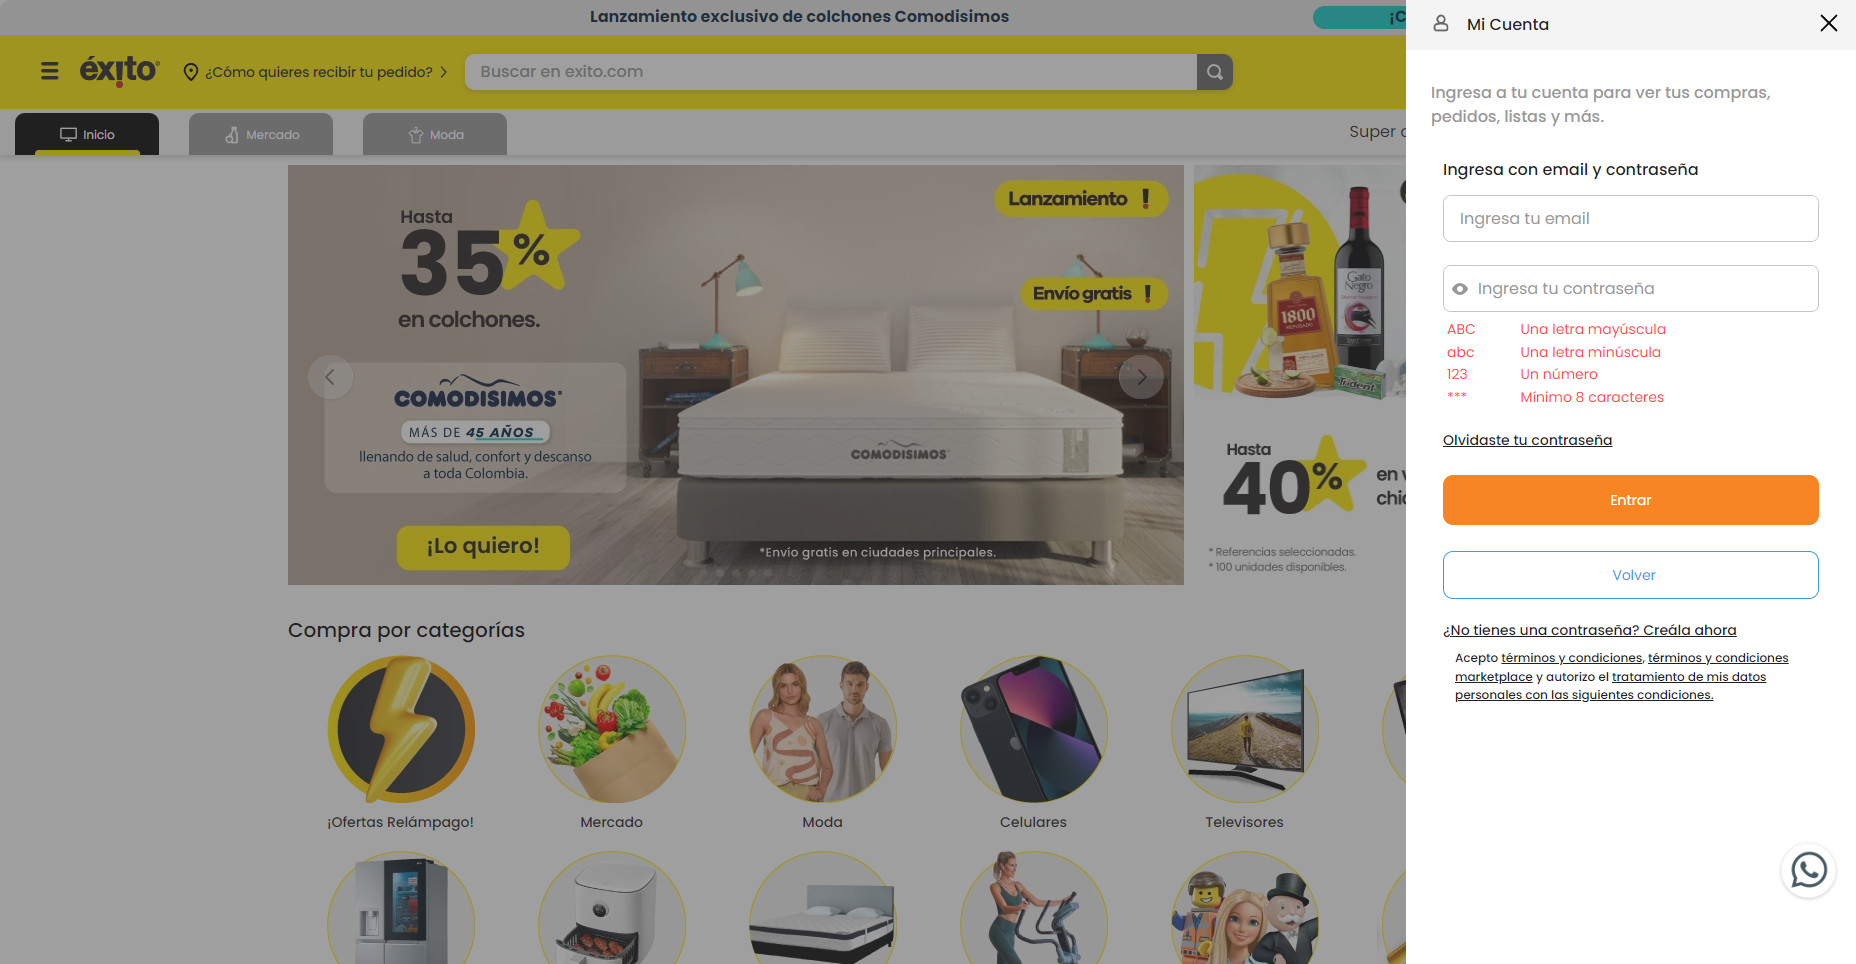 Lanzamiento exclusivo de colchones Comodisimos
¡C
éxito
¿Cómo quieres recibir tu pedido?
Buscar en exito.com
Inicio
Mercado
Moda
Super
Hasta
35%
en colchones.
COMODISIMOS
MÁS DE 45 AÑOS
llenando de salud, confort y descanso
a toda Colombia.
¡Lo quiero!
Lanzamiento !
Envío gratis !
COMODISIMOS
*Envío gratis en ciudades principales.
1800
Gato
Negro
Trident
Hasta
40%
en v
chic
* Referencias seleccionadas.
* 100 unidades disponibles.
Compra por categorías
¡Ofertas Relámpago!
Mercado
Moda
Celulares
Televisores
Mi Cuenta
Ingresa a tu cuenta para ver tus compras,
pedidos, listas y más.
Ingresa con email y contraseña
Ingresa tu email
Ingresa tu contraseña
ABC Una letra mayúscula
abc Una letra minúscula
123 Un número
*** Mínimo 8 caracteres
Olvidaste tu contraseña
Entrar
Volver
¿No tienes una contraseña? Creála ahora
Acepto términos y condiciones, términos y condiciones
marketplace y autorizo el tratamiento de mis datos
personales con las siguientes condiciones.